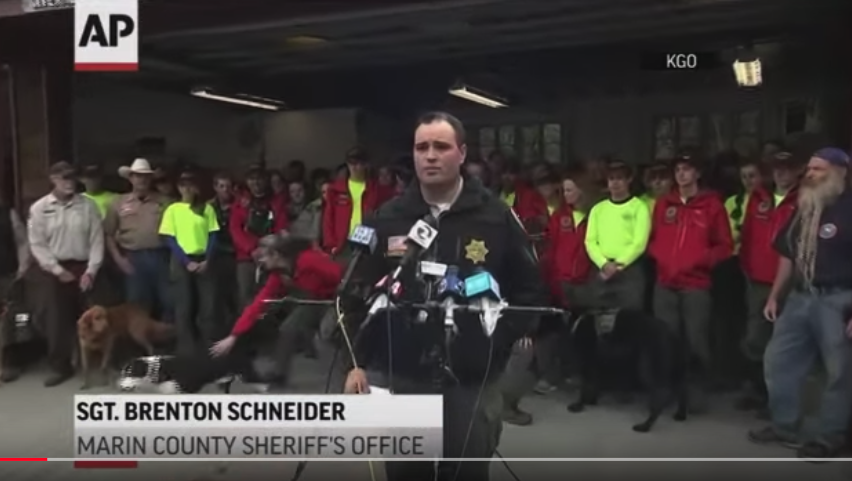 AP
KGO
SGT. BRENTON SCHNEIDER
MARIN COUNTY SHERIFF'S OFFICE